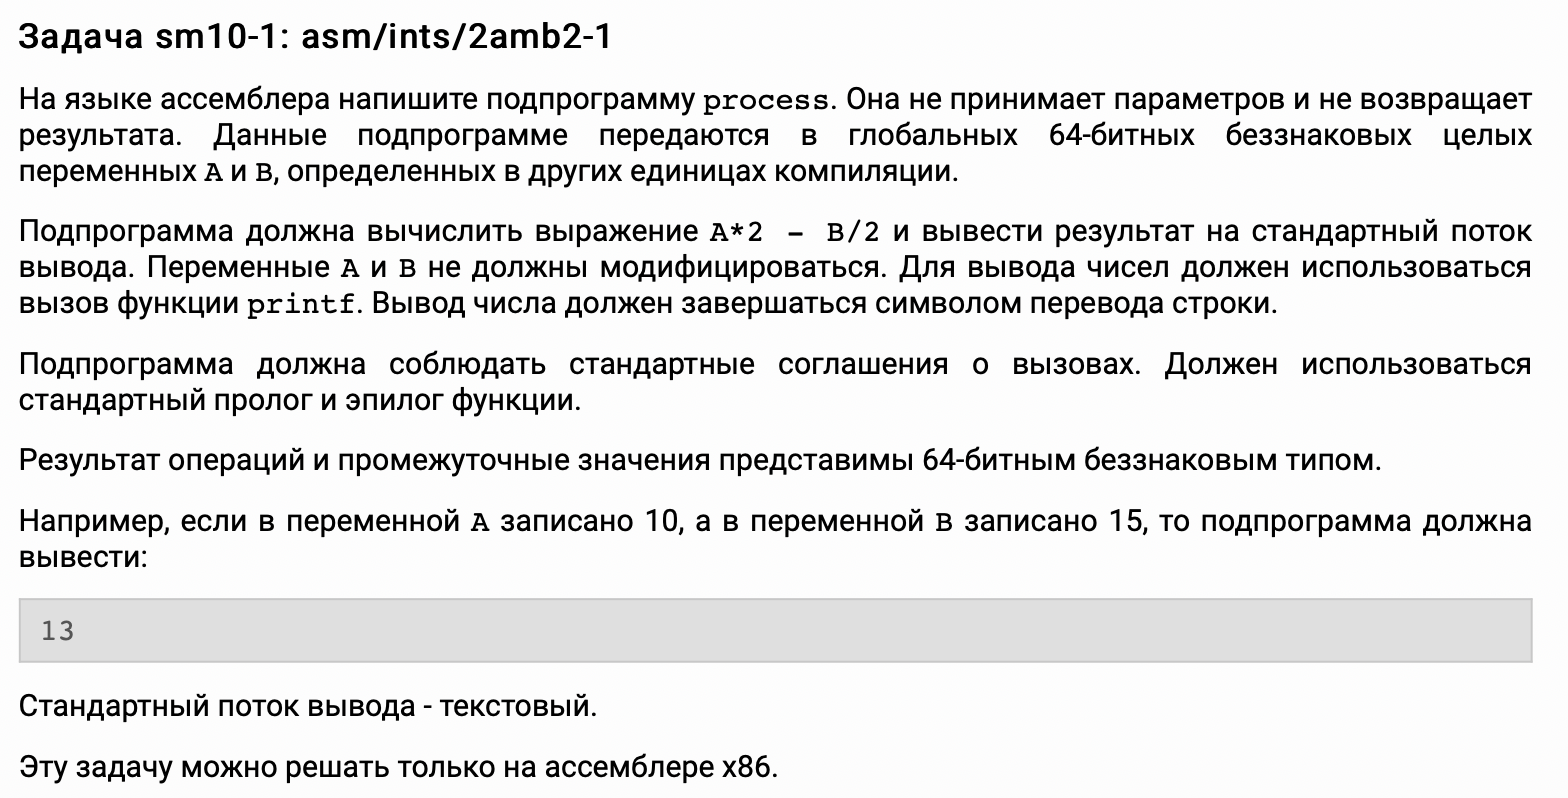 Задача sm10-1: asm/ints/2amb2-1
На языке ассемблера напишите подпрограмму process. Она не принимает параметров и не возвращает
результата. Данные подпрограмме передаются в глобальных 64-битных беззнаковых целых
переменных A и B, определенных в других единицах компиляции.
Подпрограмма должна вычислить выражение A*2 - B/2 и вывести результат на стандартный поток
вывода. Переменные A и B не должны модифицироваться. Для вывода чисел должен использоваться
вызов функции printf. Вывод числа должен завершаться символом перевода строки.
Подпрограмма должна соблюдать стандартные соглашения о вызовах. Должен использоваться
стандартный пролог и эпилог функции.
Результат операций и промежуточные значения представимы 64-битным беззнаковым типом.
Например, если в переменной A записано 10, а в переменной B записано 15, то подпрограмма должна
вывести:
13
Стандартный поток вывода - текстовый.
Эту задачу можно решать только на ассемблере x86.